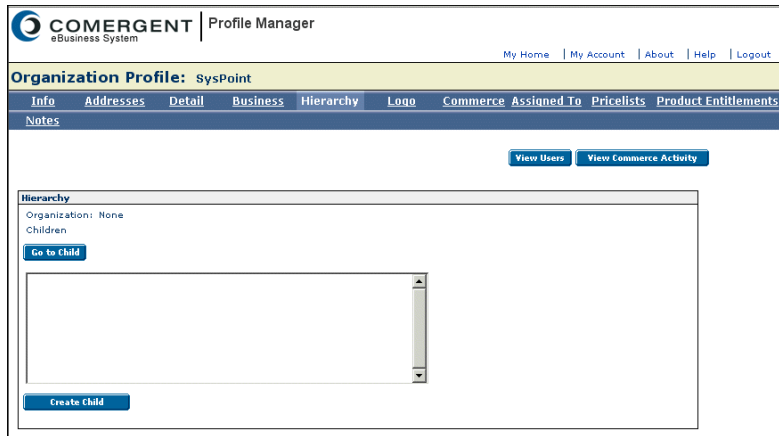 COMERGENT Profile Manager
eBusiness System
My Home | My Account | About | Help | Logout
Organization Profile: SysPoint
Info Addresses Detail Business Hierarchy Logo Commerce Assigned To Pricelists Product Entitlements
Notes
View Users View Commerce Activity
Hierarchy
Organization: None
Children
Go to Child
Create Child